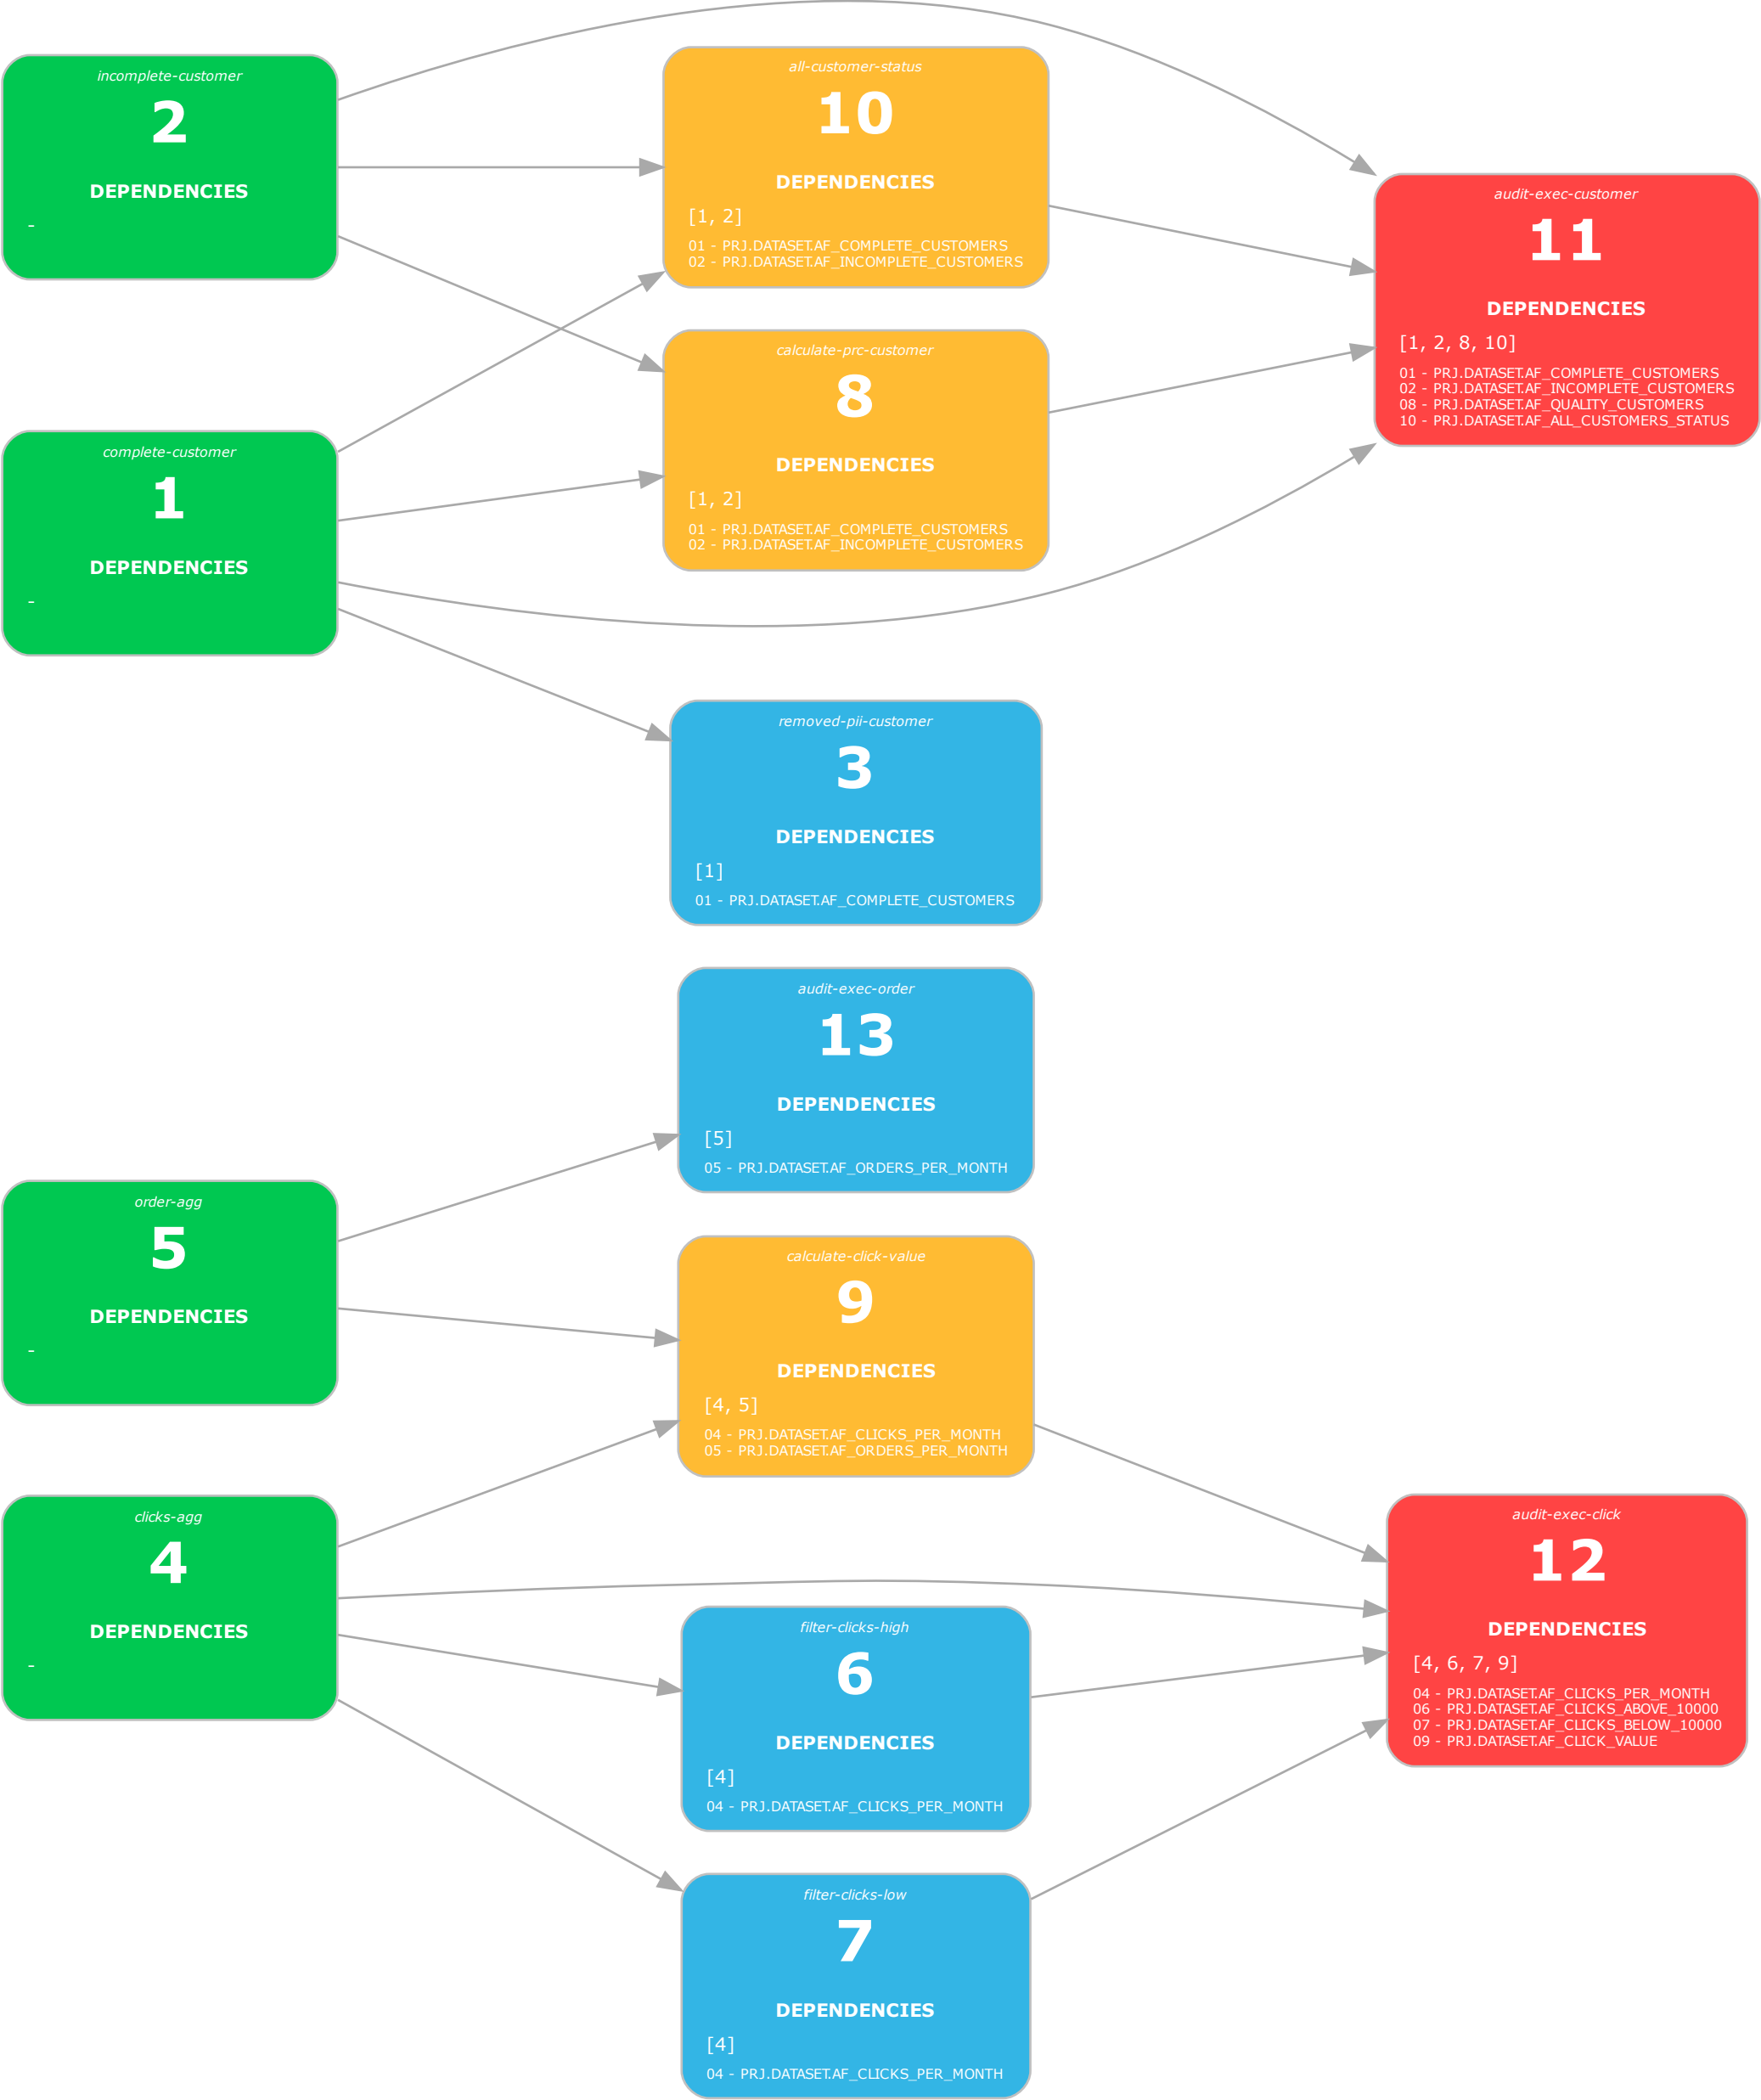 incomplete-customer
2
DEPENDENCIES
-
all-customer-status
10
DEPENDENCIES
[1, 2]
01 - PRJ.DATASET.AF_COMPLETE_CUSTOMERS
02 - PRJ.DATASET.AF_INCOMPLETE_CUSTOMERS
audit-exec-customer
11
DEPENDENCIES
[1, 2, 8, 10]
01 - PRJ.DATASET.AF_COMPLETE_CUSTOMERS
02 - PRJ.DATASET.AF_INCOMPLETE_CUSTOMERS
08 - PRJ.DATASET.AF_QUALITY_CUSTOMERS
10 - PRJ.DATASET.AF_ALL_CUSTOMERS_STATUS
calculate-prc-customer
8
DEPENDENCIES
[1, 2]
01 - PRJ.DATASET.AF_COMPLETE_CUSTOMERS
02 - PRJ.DATASET.AF_INCOMPLETE_CUSTOMERS
complete-customer
1
DEPENDENCIES
-
removed-pii-customer
3
DEPENDENCIES
[1]
01 - PRJ.DATASET.AF_COMPLETE_CUSTOMERS
audit-exec-order
13
DEPENDENCIES
[5]
05 - PRJ.DATASET.AF_ORDERS_PER_MONTH
order-agg
5
DEPENDENCIES
-
calculate-click-value
9
DEPENDENCIES
[4, 5]
04 - PRJ.DATASET.AF_CLICKS_PER_MONTH
05 - PRJ.DATASET.AF_ORDERS_PER_MONTH
clicks-agg
4
DEPENDENCIES
-
audit-exec-click
12
DEPENDENCIES
[4, 6, 7, 9]
04 - PRJ.DATASET.AF_CLICKS_PER_MONTH
06 - PRJ.DATASET.AF_CLICKS_ABOVE_10000
07 - PRJ.DATASET.AF_CLICKS_BELOW_10000
09 - PRJ.DATASET.AF_CLICK_VALUE
filter-clicks-high
6
DEPENDENCIES
[4]
04 - PRJ.DATASET.AF_CLICKS_PER_MONTH
filter-clicks-low
7
DEPENDENCIES
[4]
04 - PRJ.DATASET.AF_CLICKS_PER_MONTH